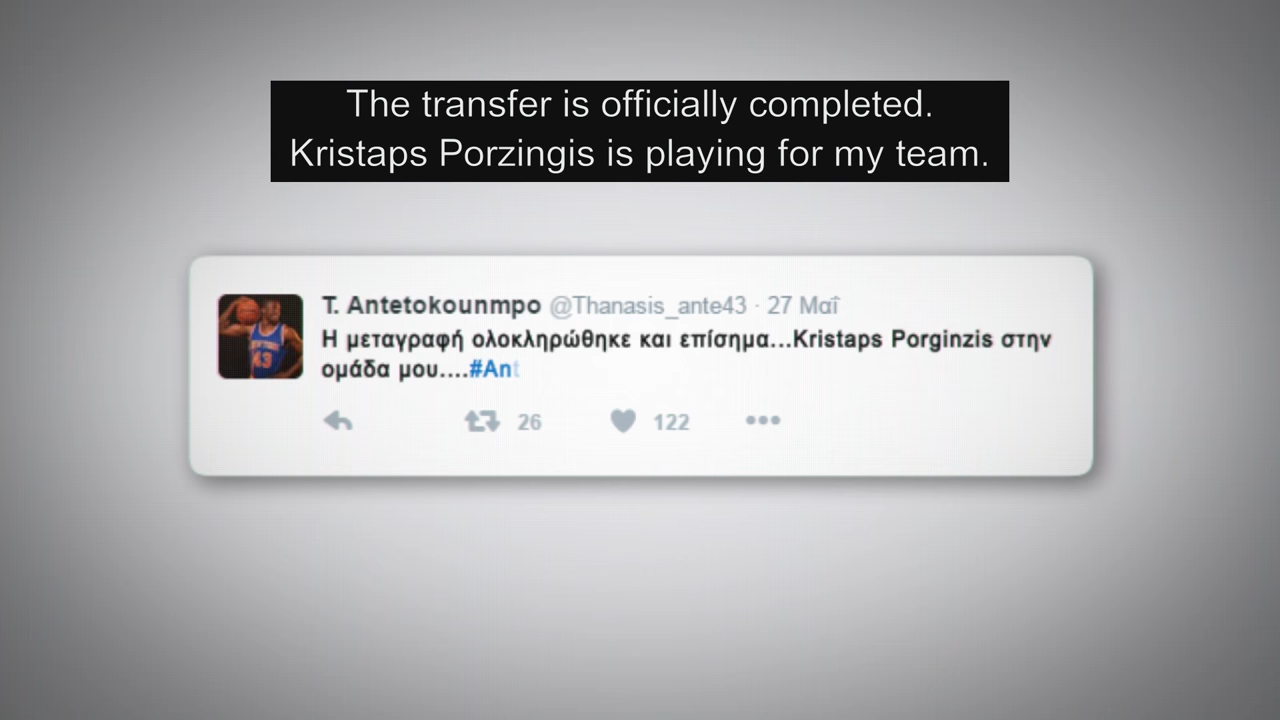 The transfer is officially completed.
Kristaps Porzingis is playing for my team.
T. Antetokounmpo @Thanasis_ante43 · 27 Μαΐ
Η μεταγραφή ολοκληρώθηκε και επίσημα...Kristaps Porginzis στην
ομάδα μου....#Ant
26 122
43